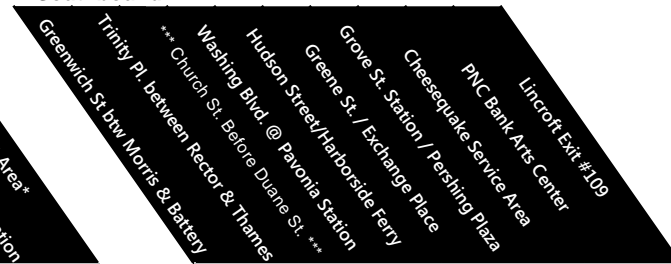 Area*
ption
Greenwich St btw Morris & Battery
Trinity Pl. between Rector & Thames
*** Church St. Before Duane St. ***
Washing Blvd. @ Pavonia Station
Hudson Street/Harborside Ferry
Greene St. / Exchange Place
Grove St. Station / Pershing Plaza
Cheesequake Service Area
PNC Bank Arts Center
Lincroft Exit #109